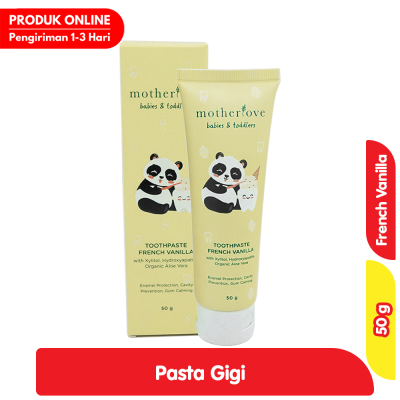 PRODUK ONLINE
Pengiriman 1-3 Hari
motherlove
babies & toddlers
TOOTHPASTE
FRENCH VANILLA
with Xylitol, Hydroxyapatite,
Organic Aloe Vera
Enamel Protection, Cavity
Prevention, Gum Calming
50 g
motherlove
babies & toddlers
TOOTHPASTE
FRENCH VANILLA
with Xylitol, Hydroxyapatite,
Organic Aloe Vera
Enamel Protection, Cavity
Prevention, Gum Calming
50 g
French Vanilla
50 g
Pasta Gigi